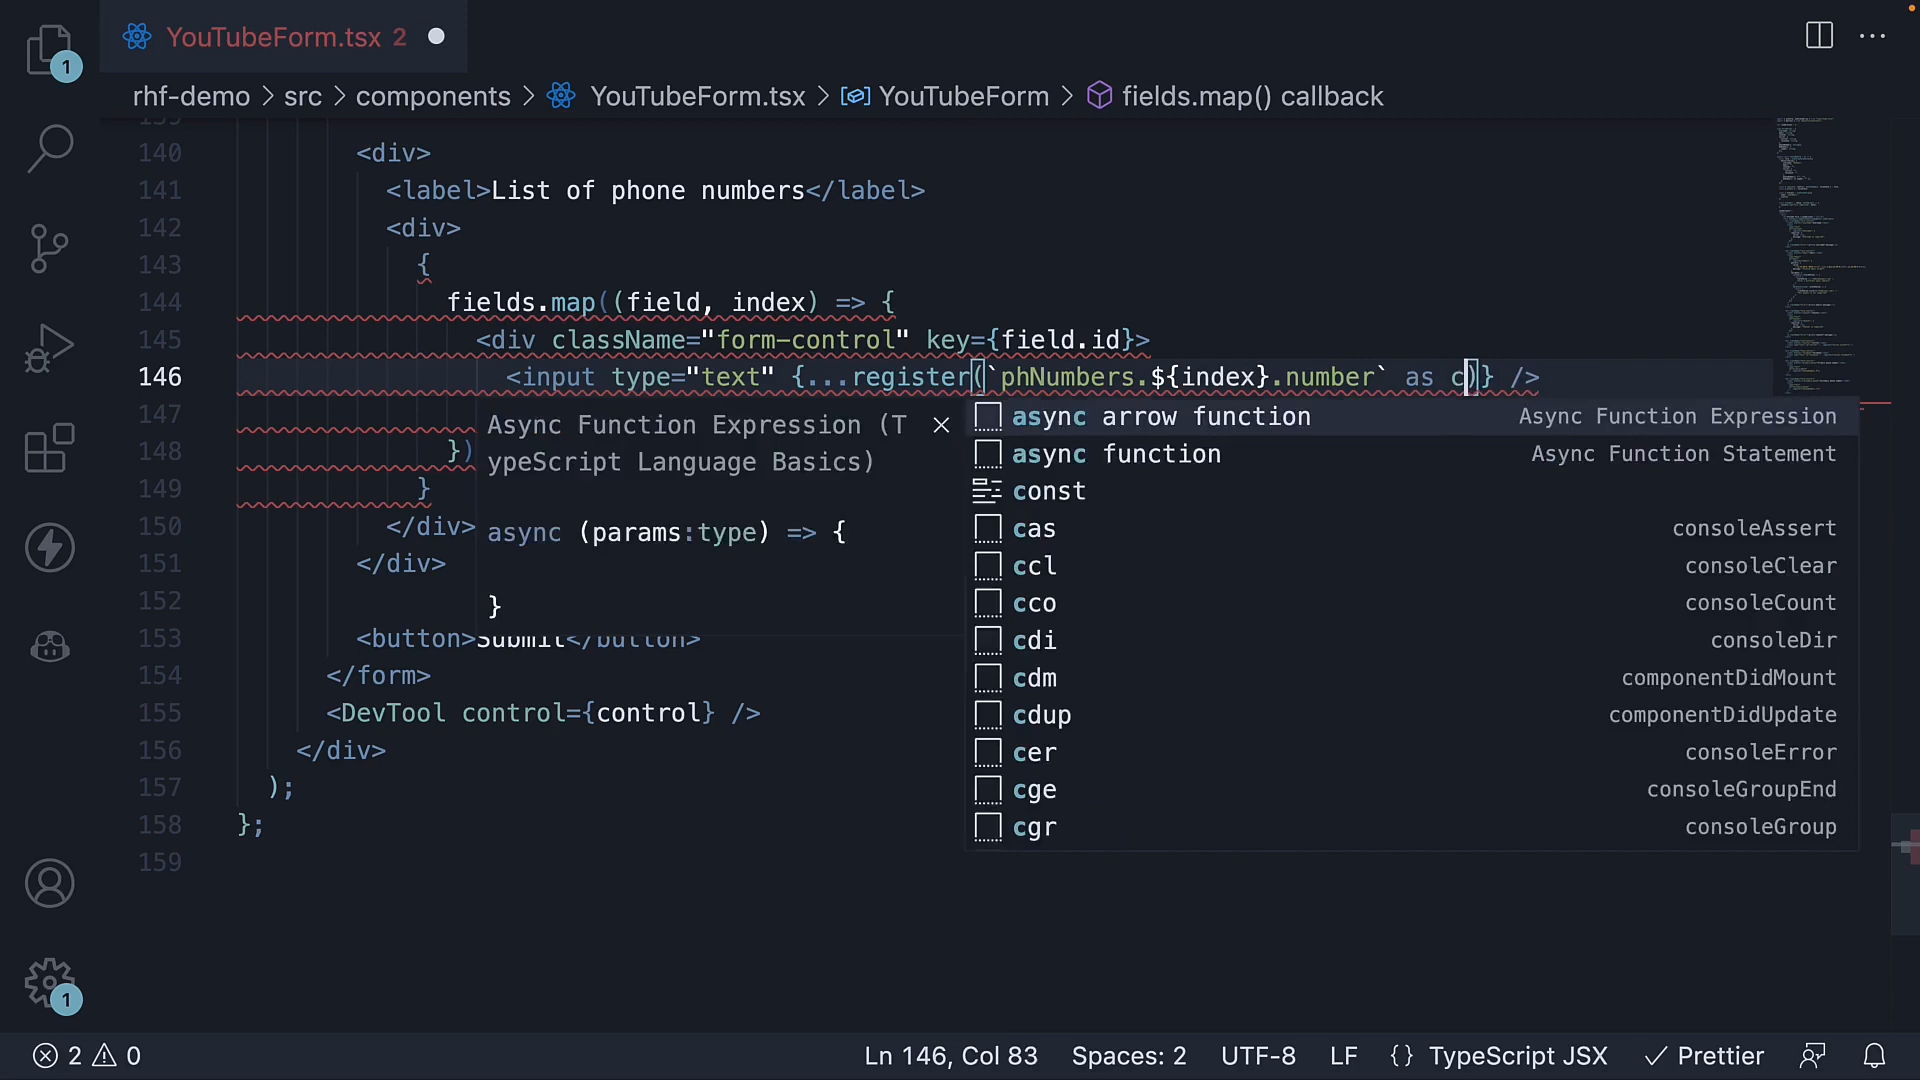 YouTubeForm.tsx 2
1
rhf-demo > src > components > YouTubeForm.tsx > YouTubeForm > fields.map() callback
140 <div>
141 <label>List of phone numbers</label>
142 <div>
143 {
144 fields.map((field, index) => {
145 <div className="form-control" key={field.id}>
146 <input type="text" {...register(`phNumbers.${index}.number` as c)} />
147
148 })
149 }
150 </div>
151 </div>
152
153 <button>Submit</button>
154 </form>
155 <DevTool control={control} />
156 </div>
157 );
158 };
159
Async Function Expression (T
ypeScript Language Basics)
async (params:type) => {
}
async arrow function Async Function Expression
async function Async Function Statement
const
cas consoleAssert
ccl consoleClear
cco consoleCount
cdi consoleDir
cdm componentDidMount
cdup componentDidUpdate
cer consoleError
cge consoleGroupEnd
cgr consoleGroup
1
2 0 Ln 146, Col 83 Spaces: 2 UTF-8 LF {} TypeScript JSX Prettier